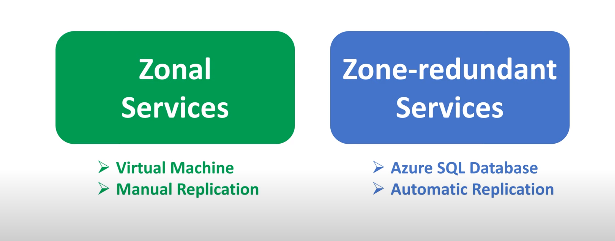 Zonal
Services
Virtual Machine
Manual Replication
Zone-redundant
Services
Azure SQL Database
Automatic Replication